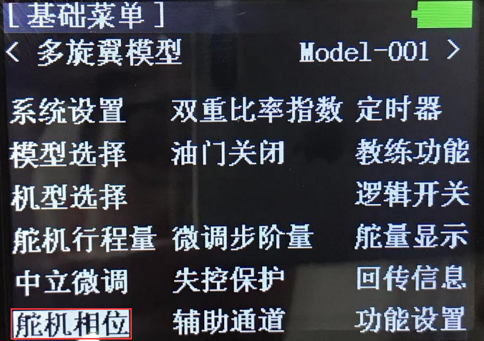 [基础菜单]
< 多旋翼模型 Model-001 >
系统设置 双重比率指数 定时器
模型选择 油门关闭 教练功能
机型选择 逻辑开关
舵机行程量 微调步阶量 舵量显示
中立微调 失控保护 回传信息
舵机相位 辅助通道 功能设置